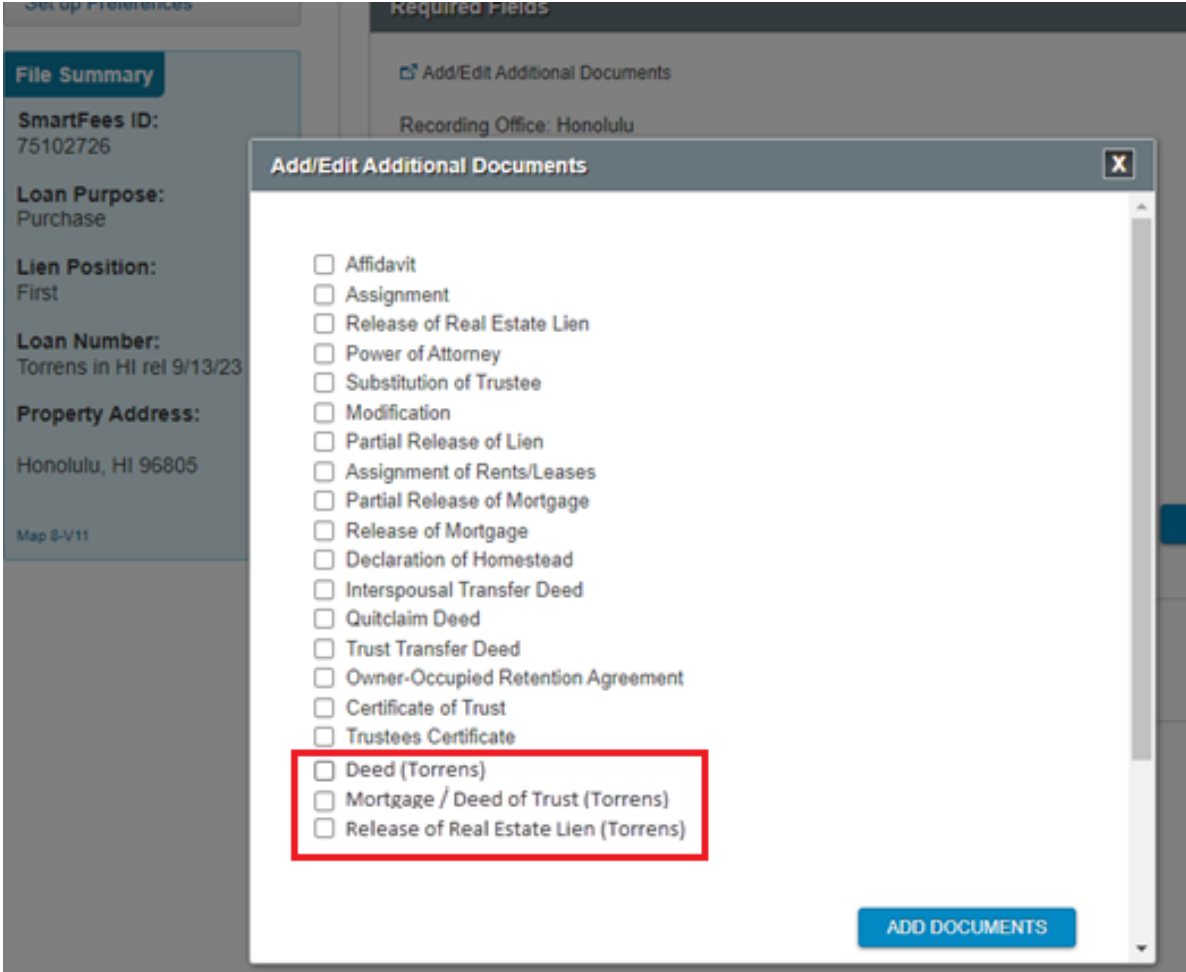 Set up Preferences
Required Fields
File Summary
SmartFees ID:
75102726
Loan Purpose:
Purchase
Lien Position:
First
Loan Number:
Torrens in HI rel 9/13/23
Property Address:
Honolulu, HI 96805
Map 8-V11
Add/Edit Additional Documents
Recording Office: Honolulu
Add/Edit Additional Documents
X
Affidavit
Assignment
Release of Real Estate Lien
Power of Attorney
Substitution of Trustee
Modification
Partial Release of Lien
Assignment of Rents/Leases
Partial Release of Mortgage
Release of Mortgage
Declaration of Homestead
Interspousal Transfer Deed
Quitclaim Deed
Trust Transfer Deed
Owner-Occupied Retention Agreement
Certificate of Trust
Trustees Certificate
Deed (Torrens)
Mortgage / Deed of Trust (Torrens)
Release of Real Estate Lien (Torrens)
ADD DOCUMENTS